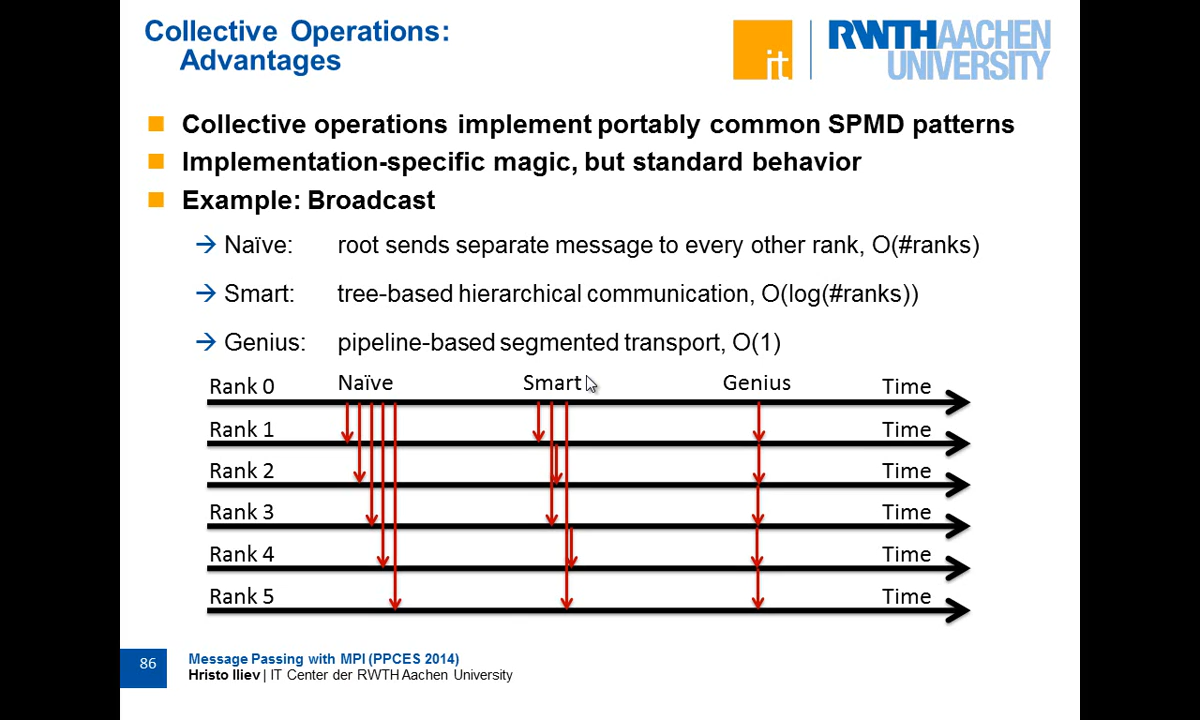 Collective Operations:
Advantages
it
RWTHAACHEN
UNIVERSITY
Collective operations implement portably common SPMD patterns
Implementation-specific magic, but standard behavior
Example: Broadcast
→ Naïve: root sends separate message to every other rank, O(#ranks)
→ Smart: tree-based hierarchical communication, O(log(#ranks))
→ Genius: pipeline-based segmented transport, O(1)
Rank 0 Naïve Smart Genius Time
Rank 1 Time
Rank 2 Time
Rank 3 Time
Rank 4 Time
Rank 5 Time
86 Message Passing with MPI (PPCES 2014)
Hristo Iliev | IT Center der RWTH Aachen University